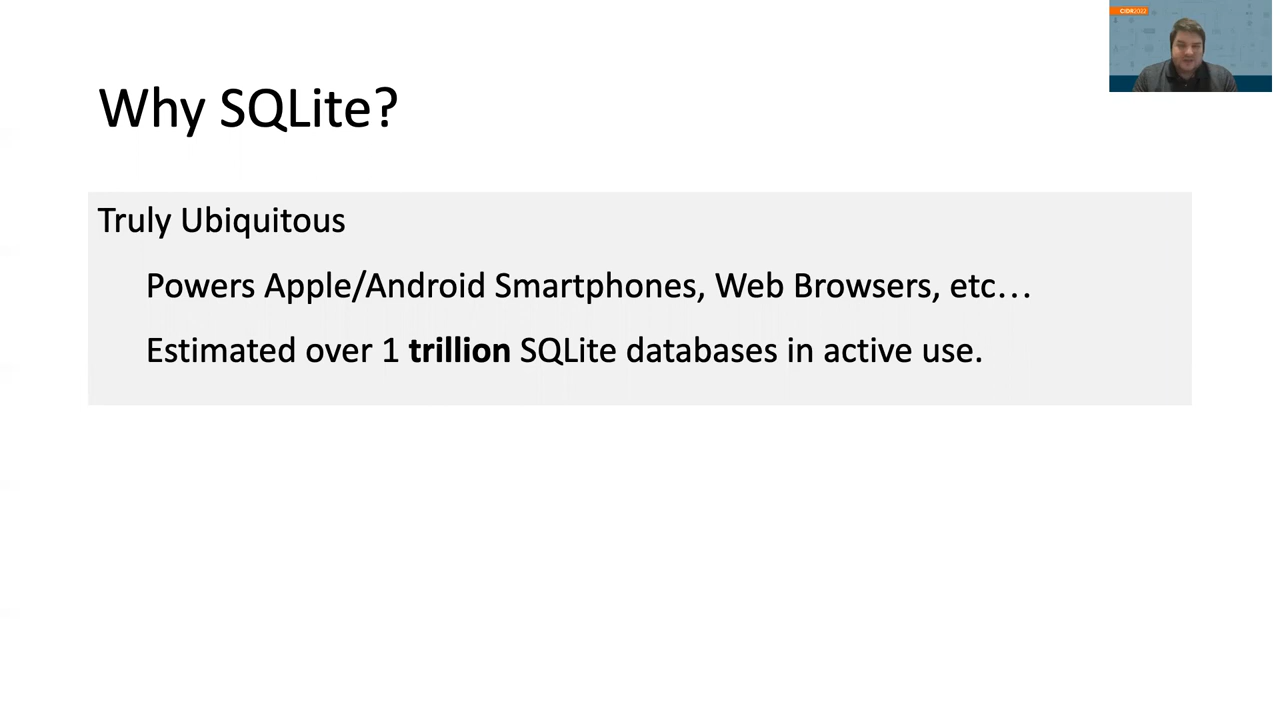 CIDR2022
Why SQLite?
Truly Ubiquitous
Powers Apple/Android Smartphones, Web Browsers, etc…
Estimated over 1 trillion SQLite databases in active use.